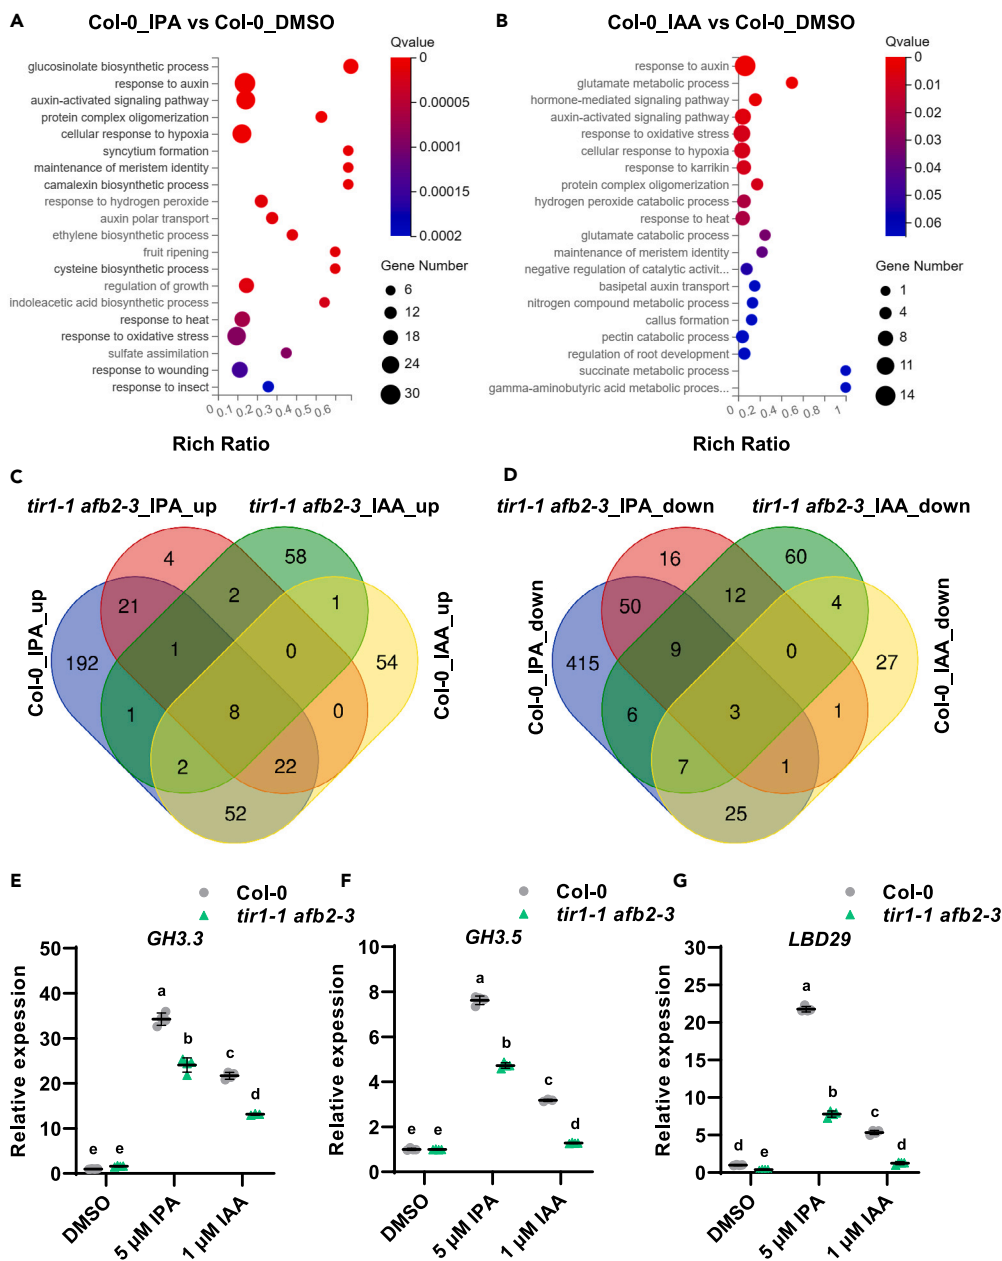 A
Col-0_IPA vs Col-0_DMSO
glucosinolate biosynthetic process
response to auxin
auxin-activated signaling pathway
protein complex oligomerization
cellular response to hypoxia
syncytium formation
maintenance of meristem identity
camalexin biosynthetic process
response to hydrogen peroxide
auxin polar transport
ethylene biosynthetic process
fruit ripening
cysteine biosynthetic process
regulation of growth
indoleacetic acid biosynthetic process
response to heat
response to oxidative stress
sulfate assimilation
response to wounding
response to insect
0 0.1 0.2 0.3 0.4 0.5 0.6
Rich Ratio
Qvalue
0
0.00005
0.0001
0.00015
0.0002
Gene Number
6
12
18
24
30
B
Col-0_IAA vs Col-0_DMSO
response to auxin
glutamate metabolic process
hormone-mediated signaling pathway
auxin-activated signaling pathway
response to oxidative stress
cellular response to hypoxia
response to karrikin
protein complex oligomerization
hydrogen peroxide catabolic process
response to heat
glutamate catabolic process
maintenance of meristem identity
negative regulation of catalytic activit...
basipetal auxin transport
nitrogen compound metabolic process
callus formation
pectin catabolic process
regulation of root development
succinate metabolic process
gamma-aminobutyric acid metabolic proces...
0 0.2 0.4 0.6 0.8 1
Rich Ratio
Qvalue
0
0.01
0.02
0.03
0.04
0.05
0.06
Gene Number
1
4
8
11
14
C
tir1-1 afb2-3_IPA_up
tir1-1 afb2-3_IAA_up
Col-0_IPA_up
Col-0_IAA_up
4
58
21
2
1
192
1
0
54
1
8
0
2
22
52
D
tir1-1 afb2-3_IPA_down
tir1-1 afb2-3_IAA_down
Col-0_IPA_down
Col-0_IAA_down
16
60
50
12
4
415
9
0
27
6
3
1
7
1
25
E
Col-0
tir1-1 afb2-3
GH3.3
Relative expession
50
40
30
20
10
0
e
e
a
b
c
d
DMSO
5 μM IPA
1 μM IAA
F
Col-0
tir1-1 afb2-3
GH3.5
Relative expession
10
8
6
4
2
0
e
e
a
b
c
d
DMSO
5 μM IPA
1 μM IAA
G
Col-0
tir1-1 afb2-3
LBD29
Relative expession
30
25
20
15
10
5
0
d
e
a
b
c
d
DMSO
5 μM IPA
1 μM IAA